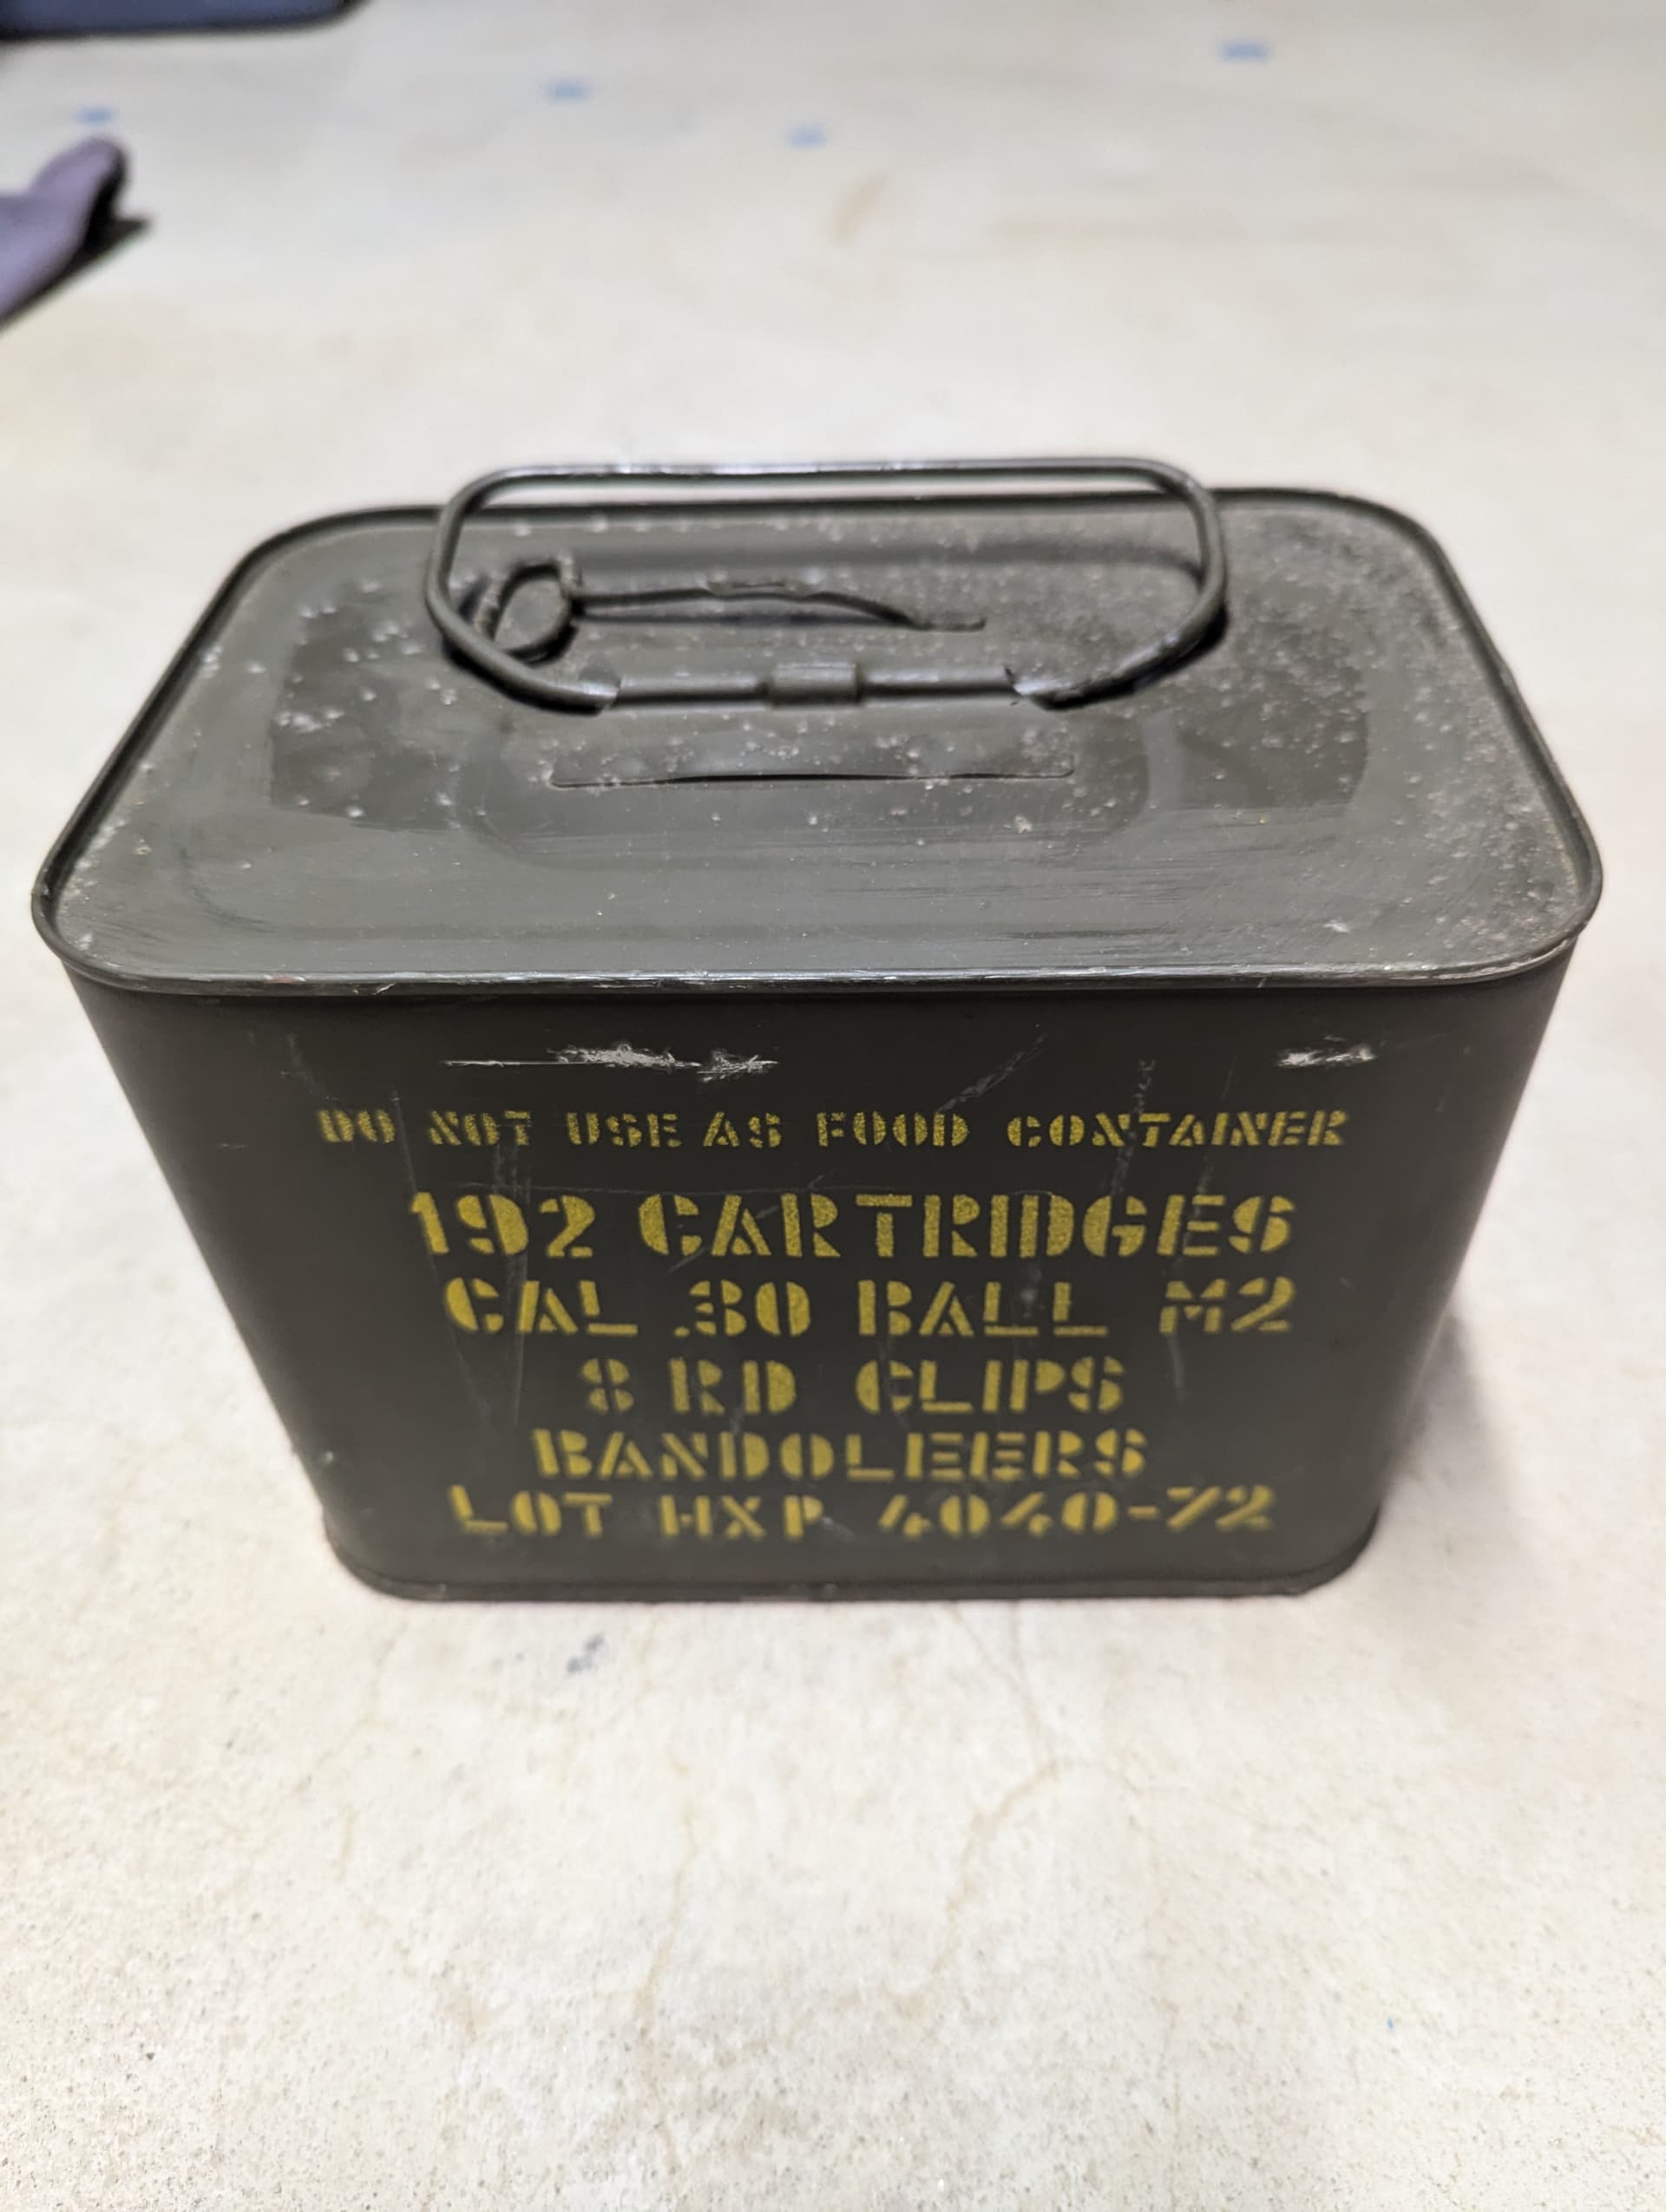 DO NOT USE AS FOOD CONTAINER
192 CARTRIDGES
CAL .30 BALL M2
8 RD CLIPS
BANDOLEERS
LOT HXP 4040-72